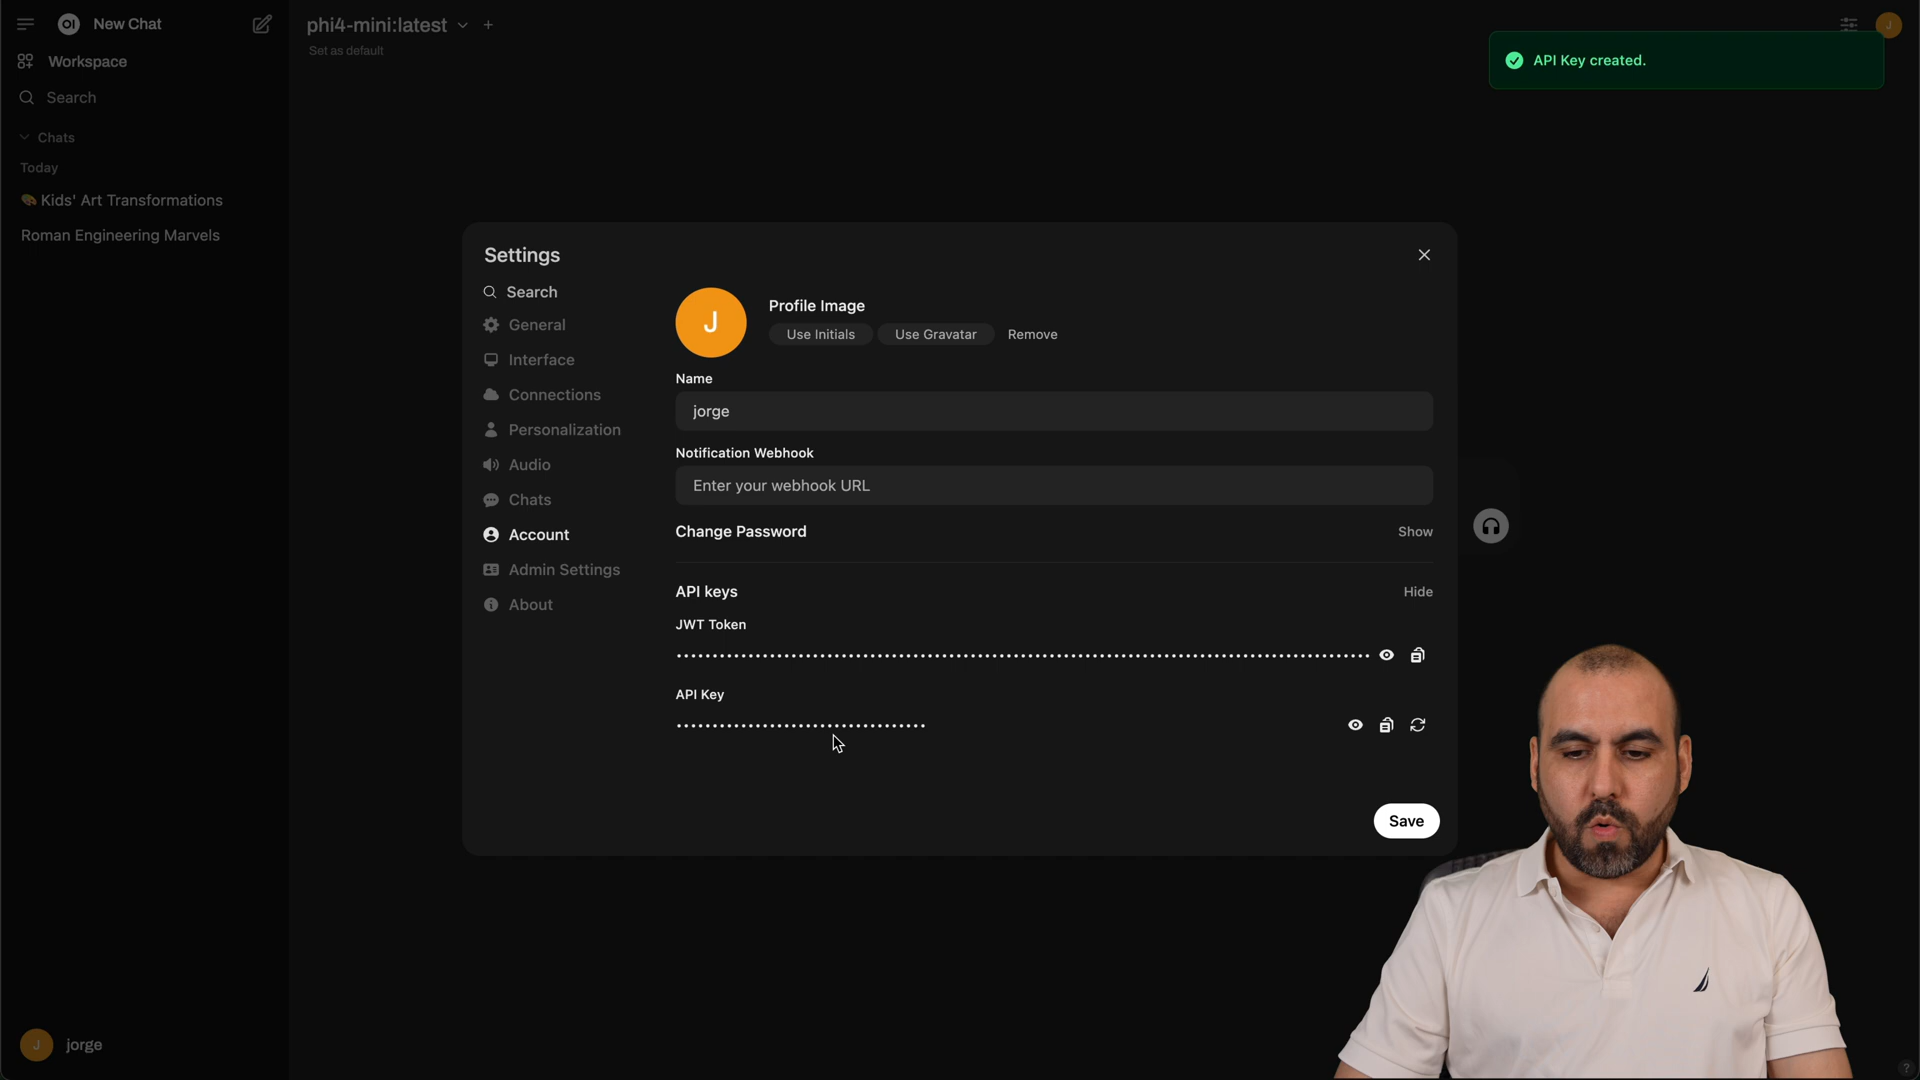 OI New Chat
Workspace
Search
Chats
Today
Kids' Art Transformations
Roman Engineering Marvels
J jorge
phi4-mini:latest
Set as default
J
API Key created.
Settings
Search
General
Interface
Connections
Personalization
Audio
Chats
Account
Admin Settings
About
J
Profile Image
Use Initials Use Gravatar Remove
Name
jorge
Notification Webhook
Enter your webhook URL
Change Password Show
API keys Hide
JWT Token
API Key
Save
?